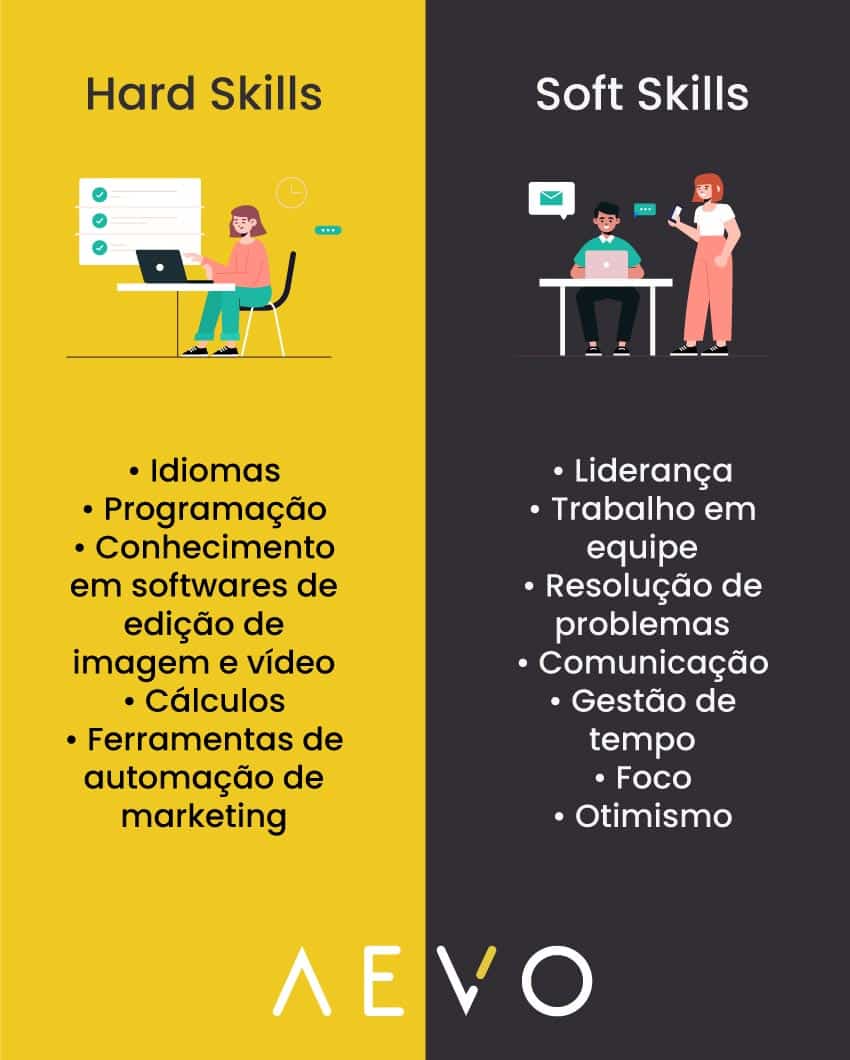 Hard Skills
• Idiomas
• Programação
• Conhecimento
em softwares de
edição de
imagem e vídeo
• Cálculos
• Ferramentas de
automação de
marketing
Soft Skills
• Liderança
• Trabalho em
equipe
• Resolução de
problemas
• Comunicação
• Gestão de
tempo
• Foco
• Otimismo
AEVO